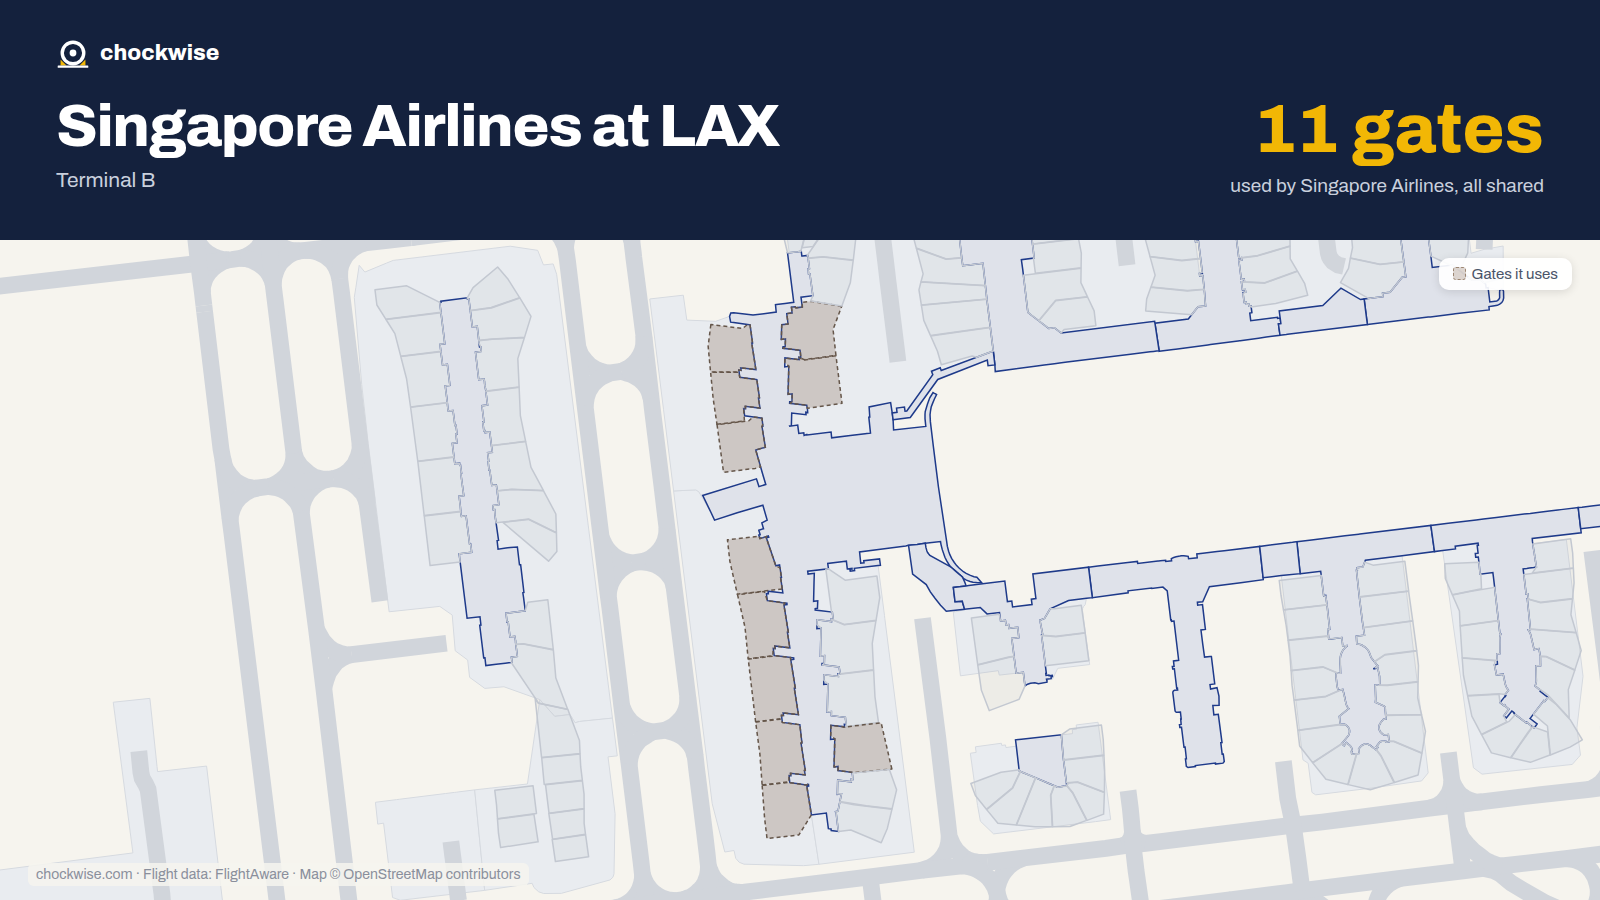 chockwise
Singapore Airlines at LAX
Terminal B
11 gates
used by Singapore Airlines, all shared
Gates it uses
chockwise.com · Flight data: FlightAware · Map © OpenStreetMap contributors